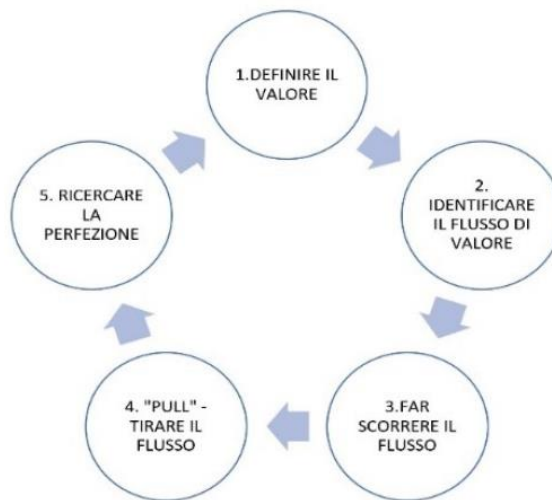 1.DEFINIRE IL
VALORE
2.
IDENTIFICARE
IL FLUSSO DI
VALORE
3.FAR
SCORRERE IL
FLUSSO
4. "PULL" -
TIRARE IL
FLUSSO
5. RICERCARE
LA
PERFEZIONE